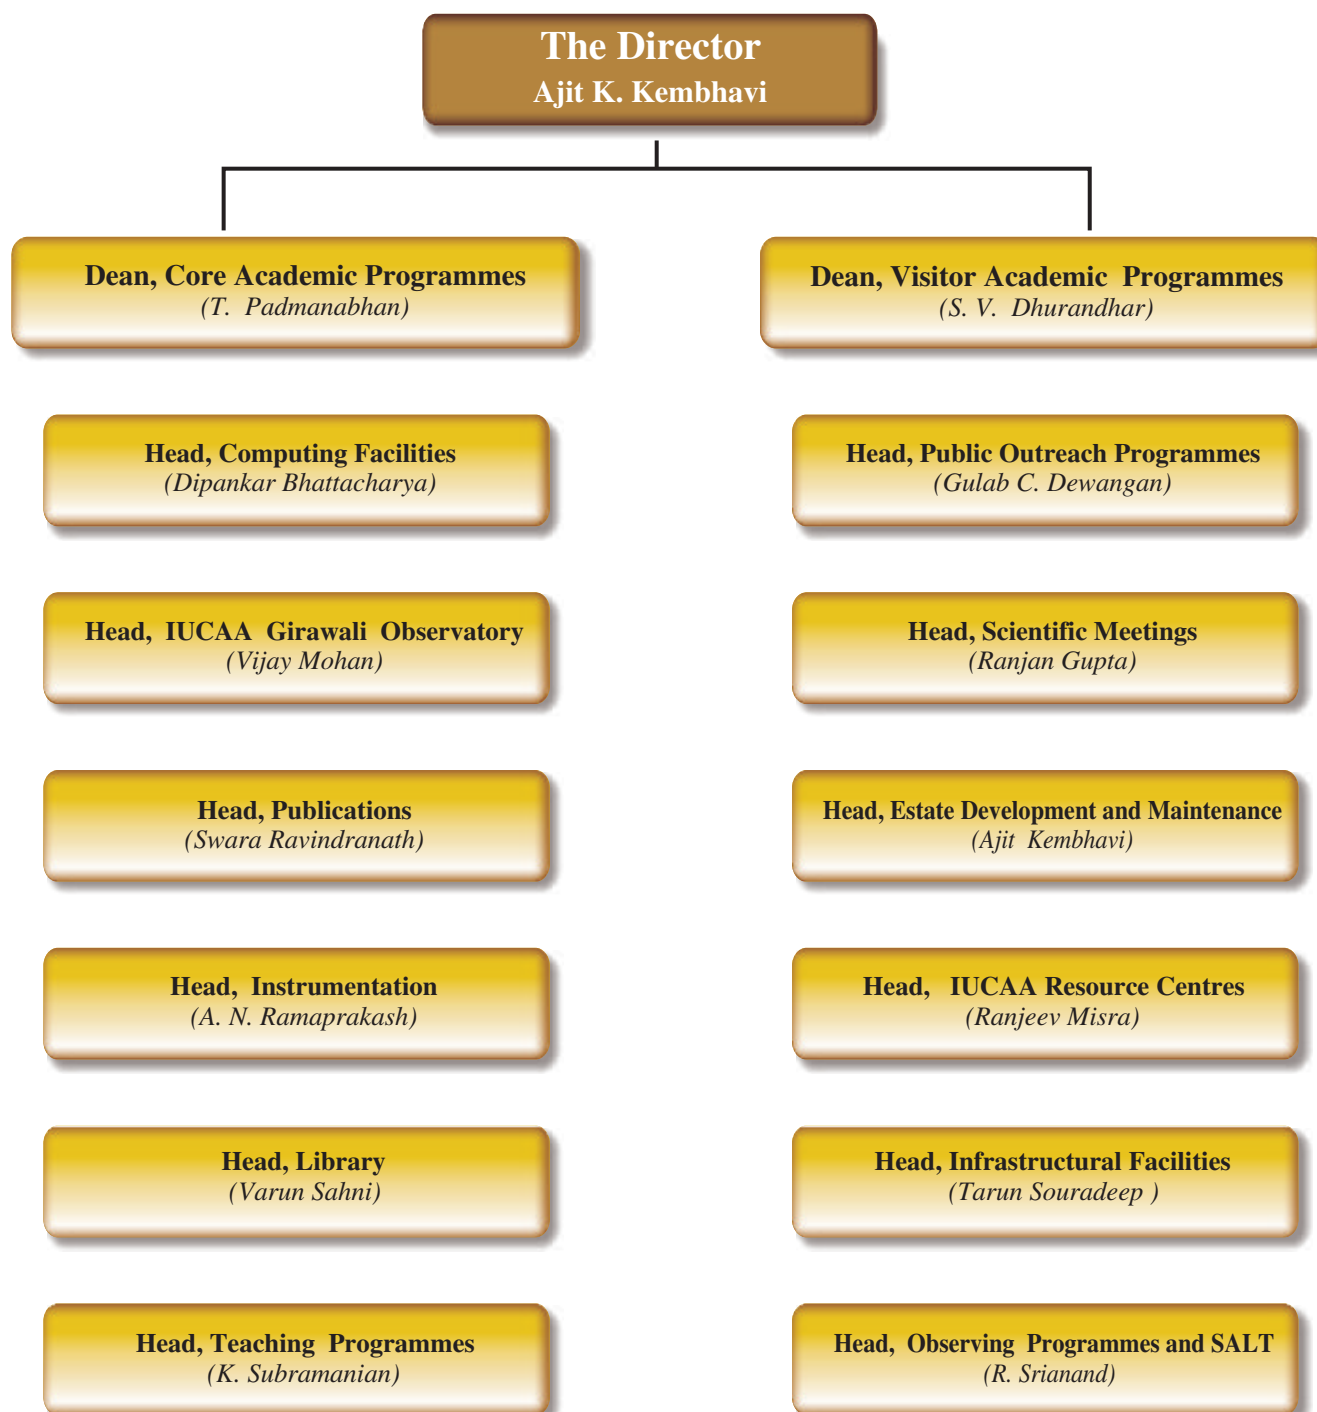 The Director
Ajit K. Kembhavi
Dean, Core Academic Programmes
(T. Padmanabhan)
Dean, Visitor Academic Programmes
(S. V. Dhurandhar)
Head, Computing Facilities
(Dipankar Bhattacharya)
Head, Public Outreach Programmes
(Gulab C. Dewangan)
Head, IUCAA Girawali Observatory
(Vijay Mohan)
Head, Scientific Meetings
(Ranjan Gupta)
Head, Publications
(Swara Ravindranath)
Head, Estate Development and Maintenance
(Ajit Kembhavi)
Head, Instrumentation
(A. N. Ramaprakash)
Head, IUCAA Resource Centres
(Ranjeev Misra)
Head, Library
(Varun Sahni)
Head, Infrastructural Facilities
(Tarun Souradeep )
Head, Teaching Programmes
(K. Subramanian)
Head, Observing Programmes and SALT
(R. Srianand)